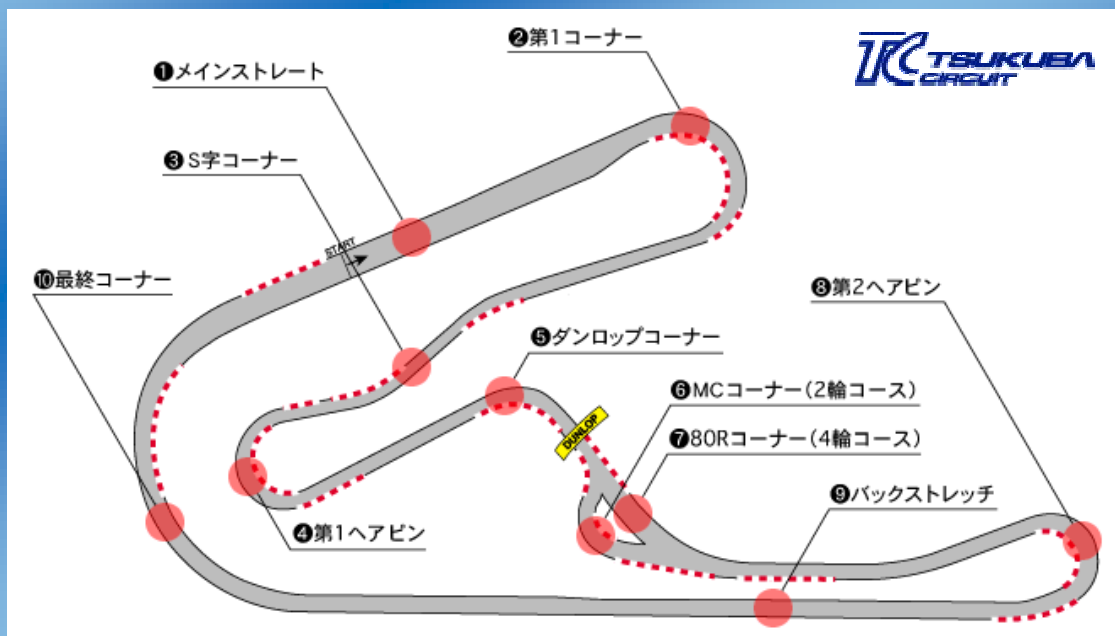 ❷第1コーナー
TC TSUKUBA
CIRCUIT
❶メインストレート
❸S字コーナー
START
❿最終コーナー
❽第2ヘアピン
❺ダンロップコーナー
❻MCコーナー(2輪コース)
DUNLOP
❼80Rコーナー(4輪コース)
❾バックストレッチ
❹第1ヘアピン